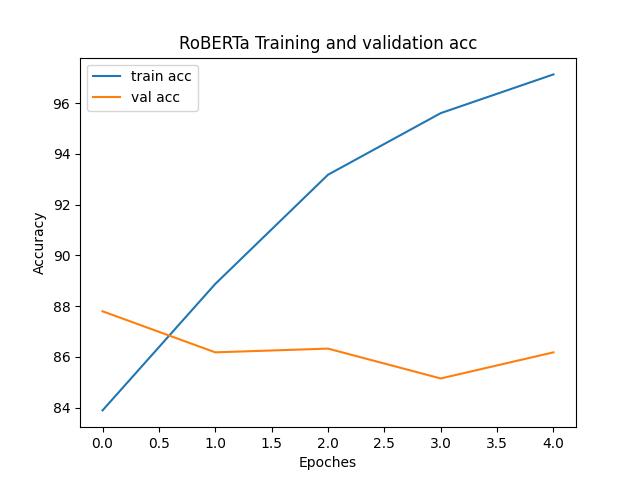 RoBERTa Training and validation acc
train acc
val acc
Accuracy
96
94
92
90
88
86
84
0.0 0.5 1.0 1.5 2.0 2.5 3.0 3.5 4.0
Epoches